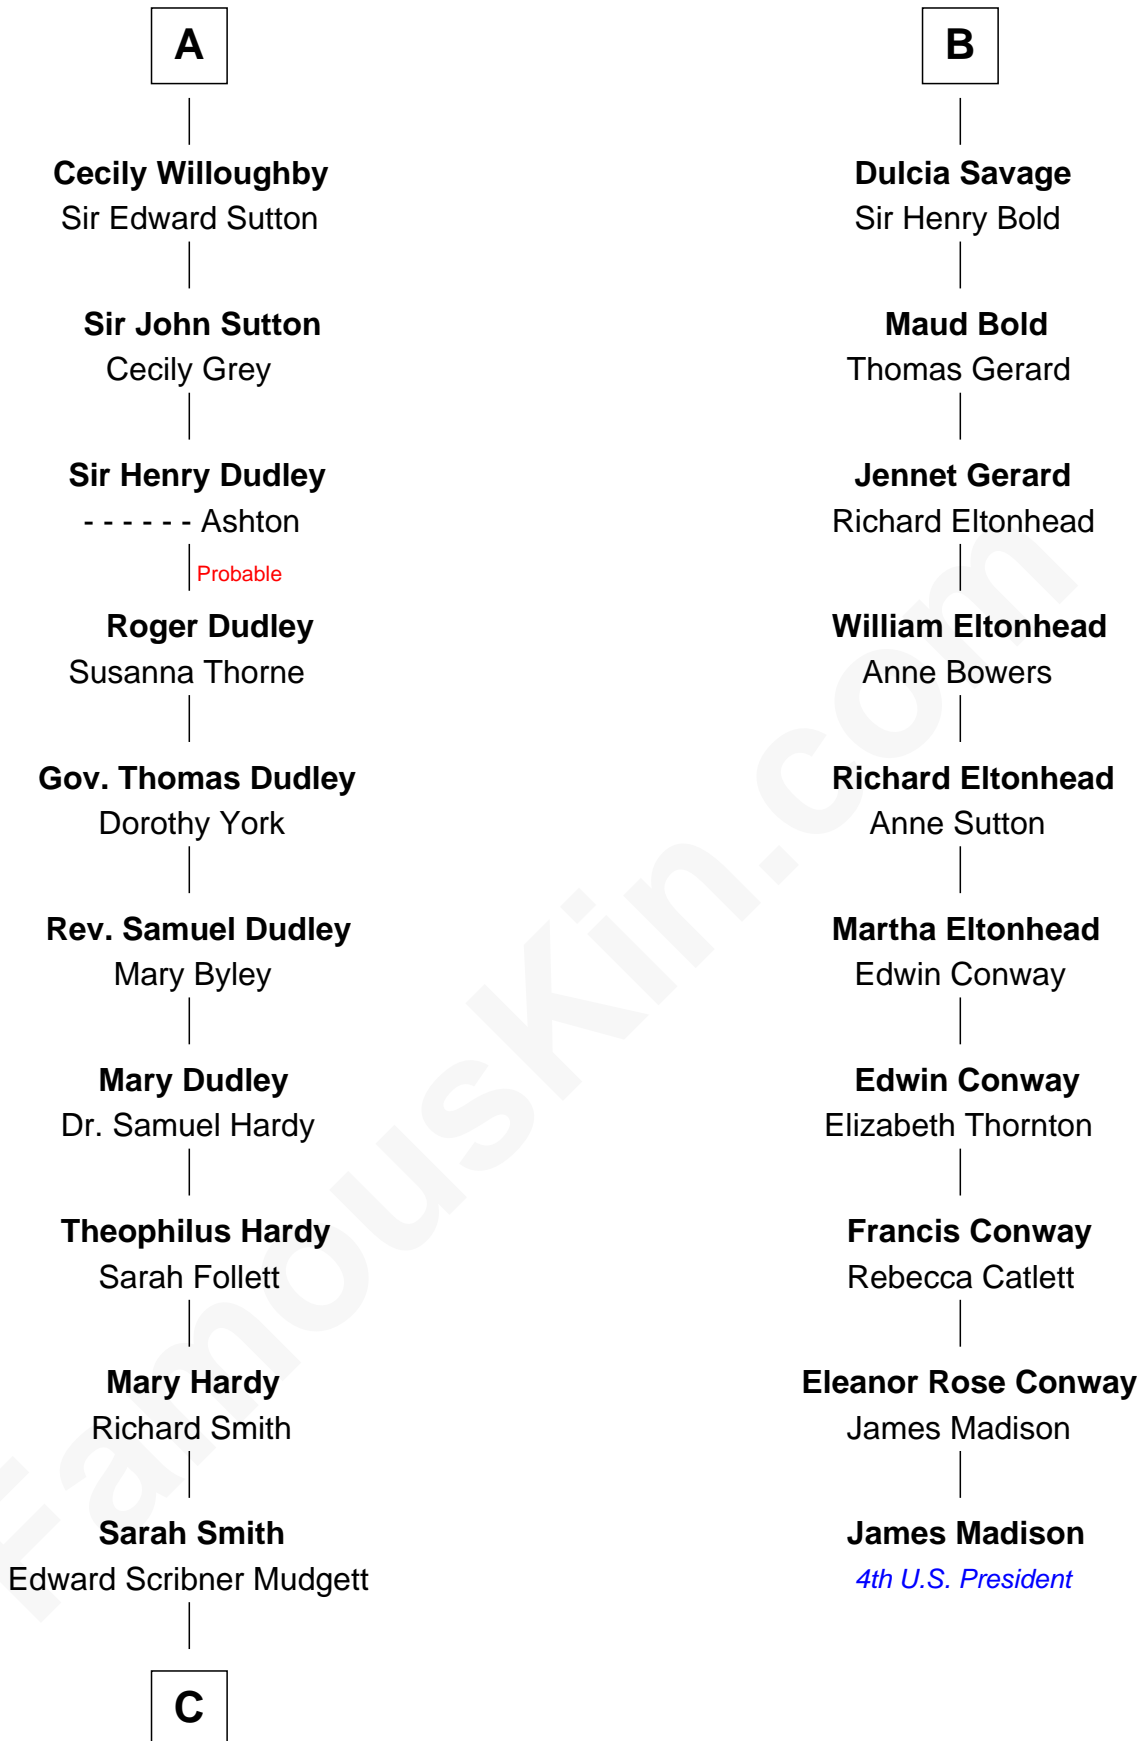 A
Cecily Willoughby
Sir Edward Sutton
Sir John Sutton
Cecily Grey
Sir Henry Dudley
- - - - - - Ashton
Probable
Roger Dudley
Susanna Thorne
Gov. Thomas Dudley
Dorothy York
Rev. Samuel Dudley
Mary Byley
Mary Dudley
Dr. Samuel Hardy
Theophilus Hardy
Sarah Follett
Mary Hardy
Richard Smith
Sarah Smith
Edward Scribner Mudgett
C
B
Dulcia Savage
Sir Henry Bold
Maud Bold
Thomas Gerard
Jennet Gerard
Richard Eltonhead
William Eltonhead
Anne Bowers
Richard Eltonhead
Anne Sutton
Martha Eltonhead
Edwin Conway
Edwin Conway
Elizabeth Thornton
Francis Conway
Rebecca Catlett
Eleanor Rose Conway
James Madison
James Madison
4th U.S. President
FamousKin.com